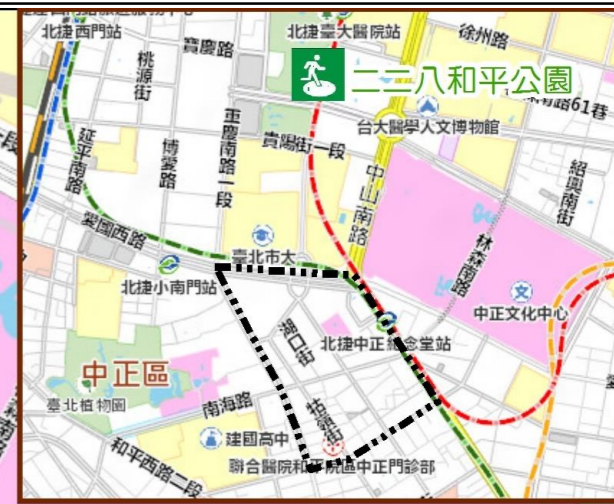 北捷西門站
北捷臺大醫院站
徐州路
寶慶路
桃源街
二二八和平公園
路61巷
台大醫學人文博物館
重慶南路一段
貴陽街一段
延平南路
博愛路
中山南路
紹興南街
愛國西路
林森南路
臺北市大
北捷小南門站
中正文化中心
湖口街
北捷中正紀念堂站
中正區
臺北植物園
南海路
牯嶺街
建國高中
和平西路二段
聯合醫院和平院區中正門診部